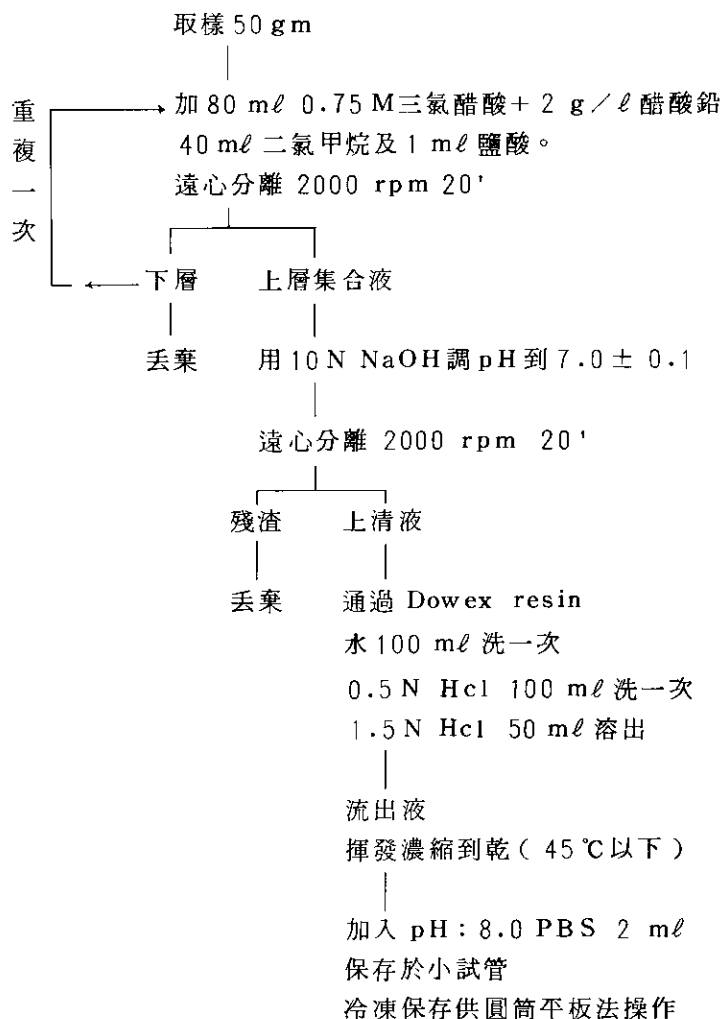 取樣 50 gm
重複一次
加 80 mℓ 0.75 M三氯醋酸+ 2 g/ℓ醋酸鉛
40 mℓ 二氯甲烷及 1 mℓ 鹽酸。
遠心分離 2000 rpm 20'
下層 上層集合液
丟棄 用 10 N NaOH調 pH 到 7.0 ± 0.1
遠心分離 2000 rpm 20'
殘渣 上清液
丟棄 通過 Dowex resin
水 100 mℓ 洗一次
0.5 N Hcl 100 mℓ 洗一次
1.5 N Hcl 50 mℓ 溶出
流出液
揮發濃縮到乾( 45℃以下)
加入 pH:8.0 PBS 2 mℓ
保存於小試管
冷凍保存供圓筒平板法操作